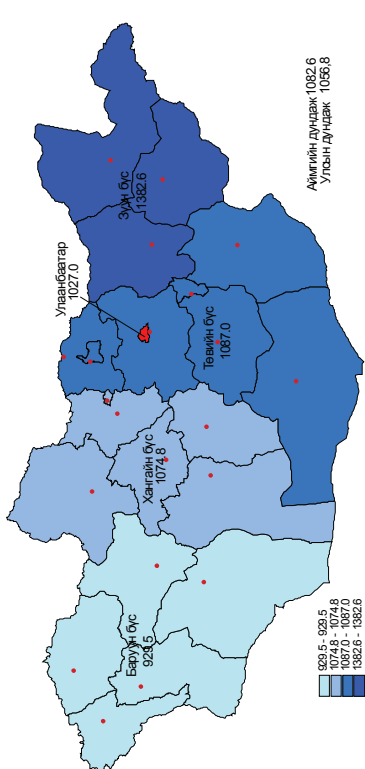 Улаанбаатар
1027.0
Зүүн бүс
1382.6
Хангайн бүс
1074.8
Төвийн бүс
1087.0
Баруун бүс
929.5
Аймгийн дундаж 1082.6
Улсын дундаж 1056,8
929.5 - 929.5
1074.8 - 1074.8
1087.0 - 1087.0
1382.6 - 1382.6